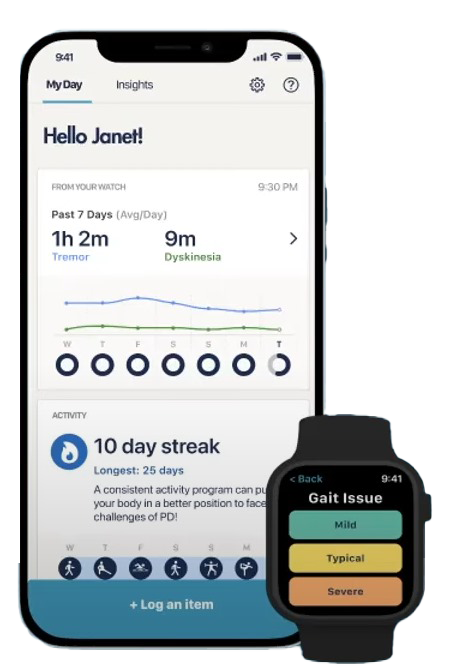 9:41
My Day Insights
Hello Janet!
FROM YOUR WATCH 9:30 PM
Past 7 Days (Avg/Day)
1h 2m 9m
Tremor Dyskinesia
W T F S S M T
ACTIVITY
10 day streak
Longest: 25 days
A consistent activity program can pu
your body in a better position to face
challenges of PD!
W T F S S M
+ Log an item
< Back 9:41
Gait Issue
Mild
Typical
Severe